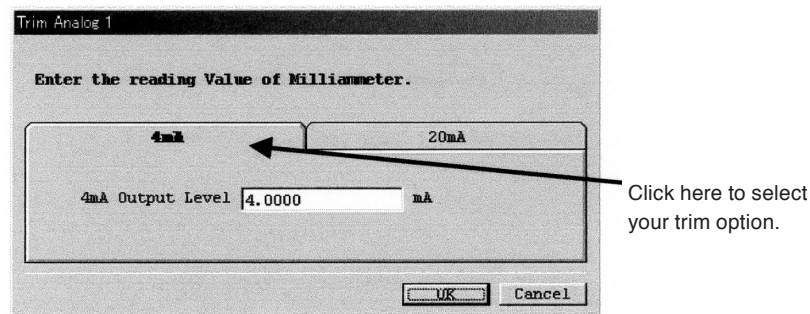 Trim Analog 1
Enter the reading Value of Milliammeter.
4mA
20mA
4mA Output Level 4.0000 mA
Click here to select
your trim option.
OK Cancel